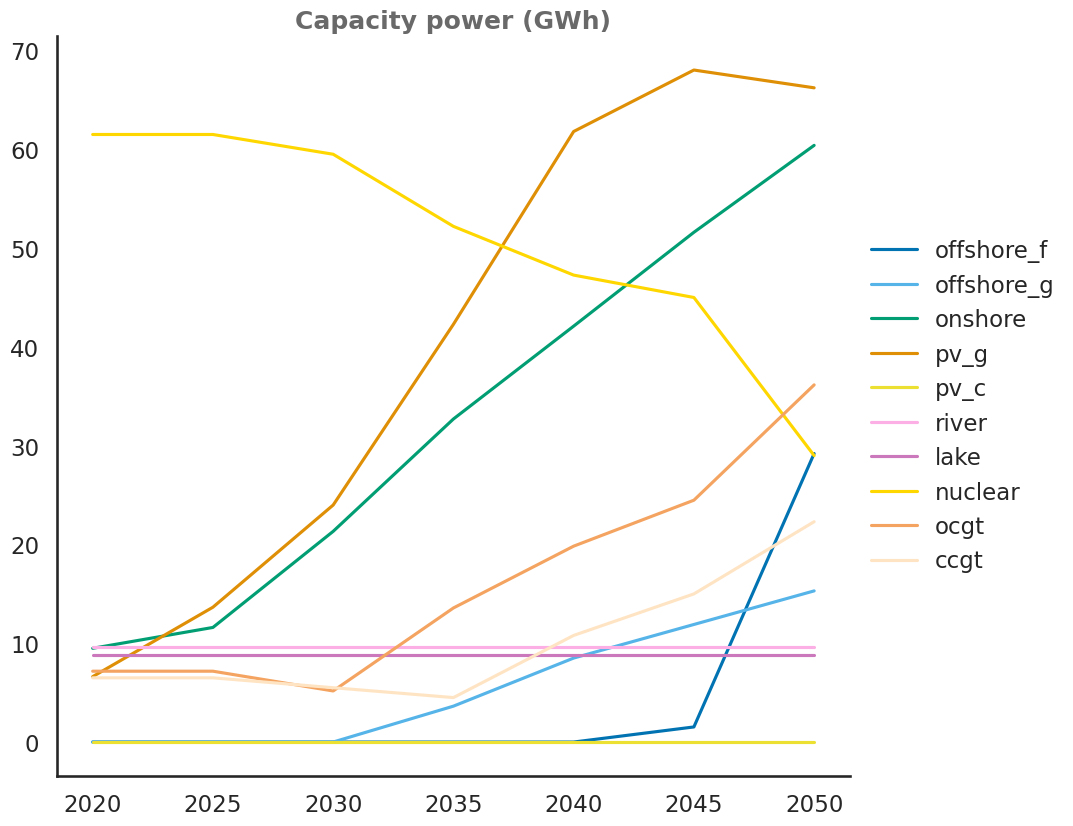 Capacity power (GWh)
70
60
50
40
30
20
10
0
2020 2025 2030 2035 2040 2045 2050
offshore_f
offshore_g
onshore
pv_g
pv_c
river
lake
nuclear
ocgt
ccgt